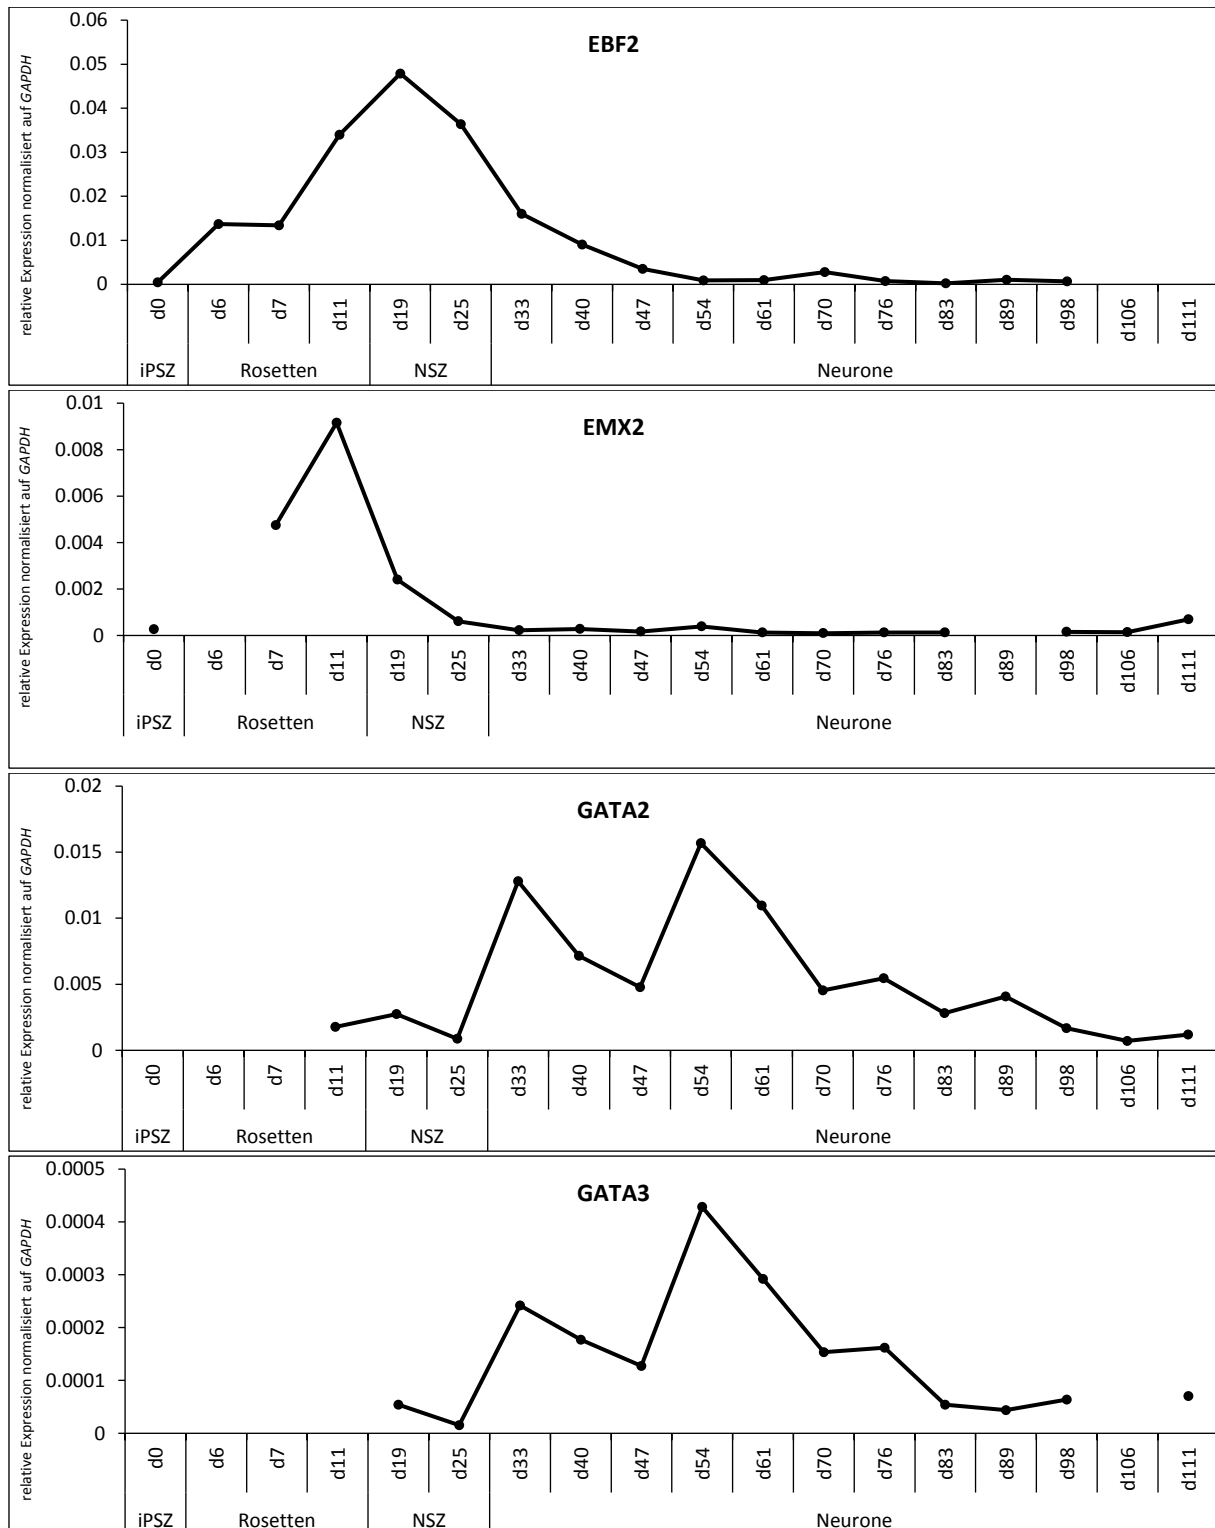 EBF2
relative Expression normalisiert auf GAPDH
0.06
0.05
0.04
0.03
0.02
0.01
0
d0 d6 d7 d11 d19 d25 d33 d40 d47 d54 d61 d70 d76 d83 d89 d98 d106 d111
iPSZ Rosetten NSZ Neurone
EMX2
relative Expression normalisiert auf GAPDH
0.01
0.008
0.006
0.004
0.002
0
d0 d6 d7 d11 d19 d25 d33 d40 d47 d54 d61 d70 d76 d83 d89 d98 d106 d111
iPSZ Rosetten NSZ Neurone
GATA2
relative Expression normalisiert auf GAPDH
0.02
0.015
0.01
0.005
0
d0 d6 d7 d11 d19 d25 d33 d40 d47 d54 d61 d70 d76 d83 d89 d98 d106 d111
iPSZ Rosetten NSZ Neurone
GATA3
relative Expression normalisiert auf GAPDH
0.0005
0.0004
0.0003
0.0002
0.0001
0
d0 d6 d7 d11 d19 d25 d33 d40 d47 d54 d61 d70 d76 d83 d89 d98 d106 d111
iPSZ Rosetten NSZ Neurone